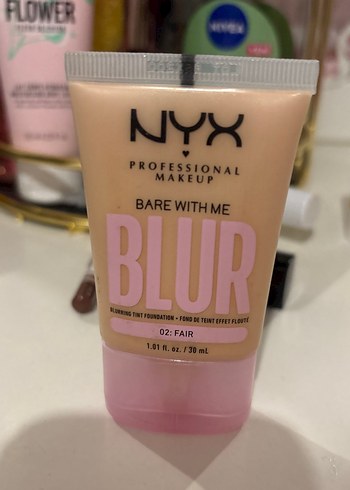 FLOWER
NIVEA
NYX
PROFESSIONAL
MAKEUP
BARE WITH ME
BLUR
BLURRING TINT FOUNDATION • FOND DE TEINT EFFET FLOUTÉ
02: FAIR
1.01 fl. oz. / 30 mL